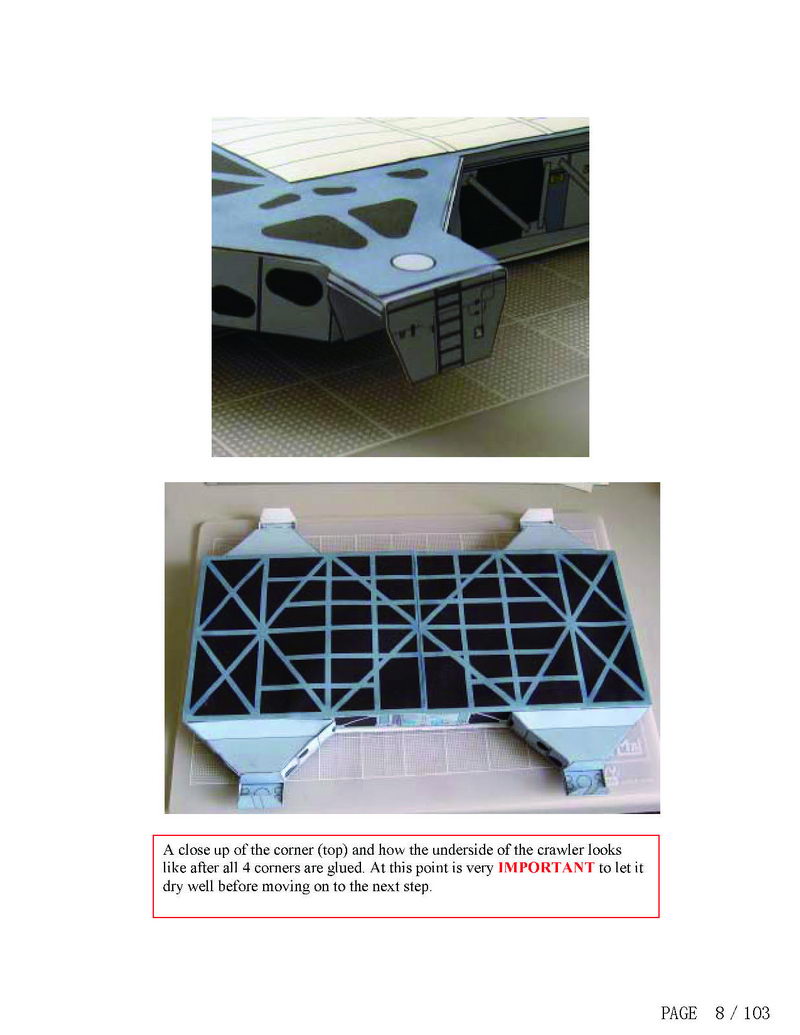 A close up of the corner (top) and how the underside of the crawler looks
like after all 4 corners are glued. At this point is very IMPORTANT to let it
dry well before moving on to the next step.
PAGE 8 / 103